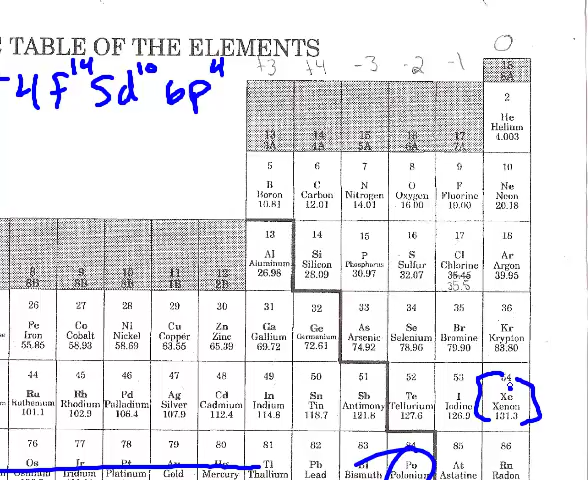 TABLE OF THE ELEMENTS
+3 +4 -3 -2 -1 0
4f¹⁴ 5d¹⁰ 6p⁴
18
8A
2
He
Helium
4.003
13 14 15 16 17
3A 4A 5A 6A 7A
5 6 7 8 9 10
B C N O F Ne
Boron Carbon Nitrogen Oxygen Fluorine Neon
10.81 12.01 14.01 16.00 19.00 20.18
13 14 15 16 17 18
Al Si P S Cl Ar
Aluminum Silicon Phosphorus Sulfur Chlorine Argon
26.98 28.09 30.97 32.07 35.45 39.95
35.5
8 9 10 11 12
8B 8B 8B 1B 2B
26 27 28 29 30 31 32 33 34 35 36
Fe Co Ni Cu Zn Ga Ge As Se Br Kr
Iron Cobalt Nickel Copper Zinc Gallium Germanium Arsenic Selenium Bromine Krypton
55.85 58.93 58.69 63.55 65.39 69.72 72.61 74.92 78.96 79.90 83.80
44 45 46 47 48 49 50 51 52 53 54
Ru Rh Pd Ag Cd In Sn Sb Te I Xe
Ruthenium Rhodium Palladium Silver Cadmium Indium Tin Antimony Tellurium Iodine Xenon
101.1 102.9 106.4 107.9 112.4 114.8 118.7 121.8 127.6 126.9 131.3
76 77 78 79 80 81 82 83 84 85 86
Os Ir Pt Au Hg Tl Pb Bi Po At Rn
Osmium Iridium Platinum Gold Mercury Thallium Lead Bismuth Polonium Astatine Radon